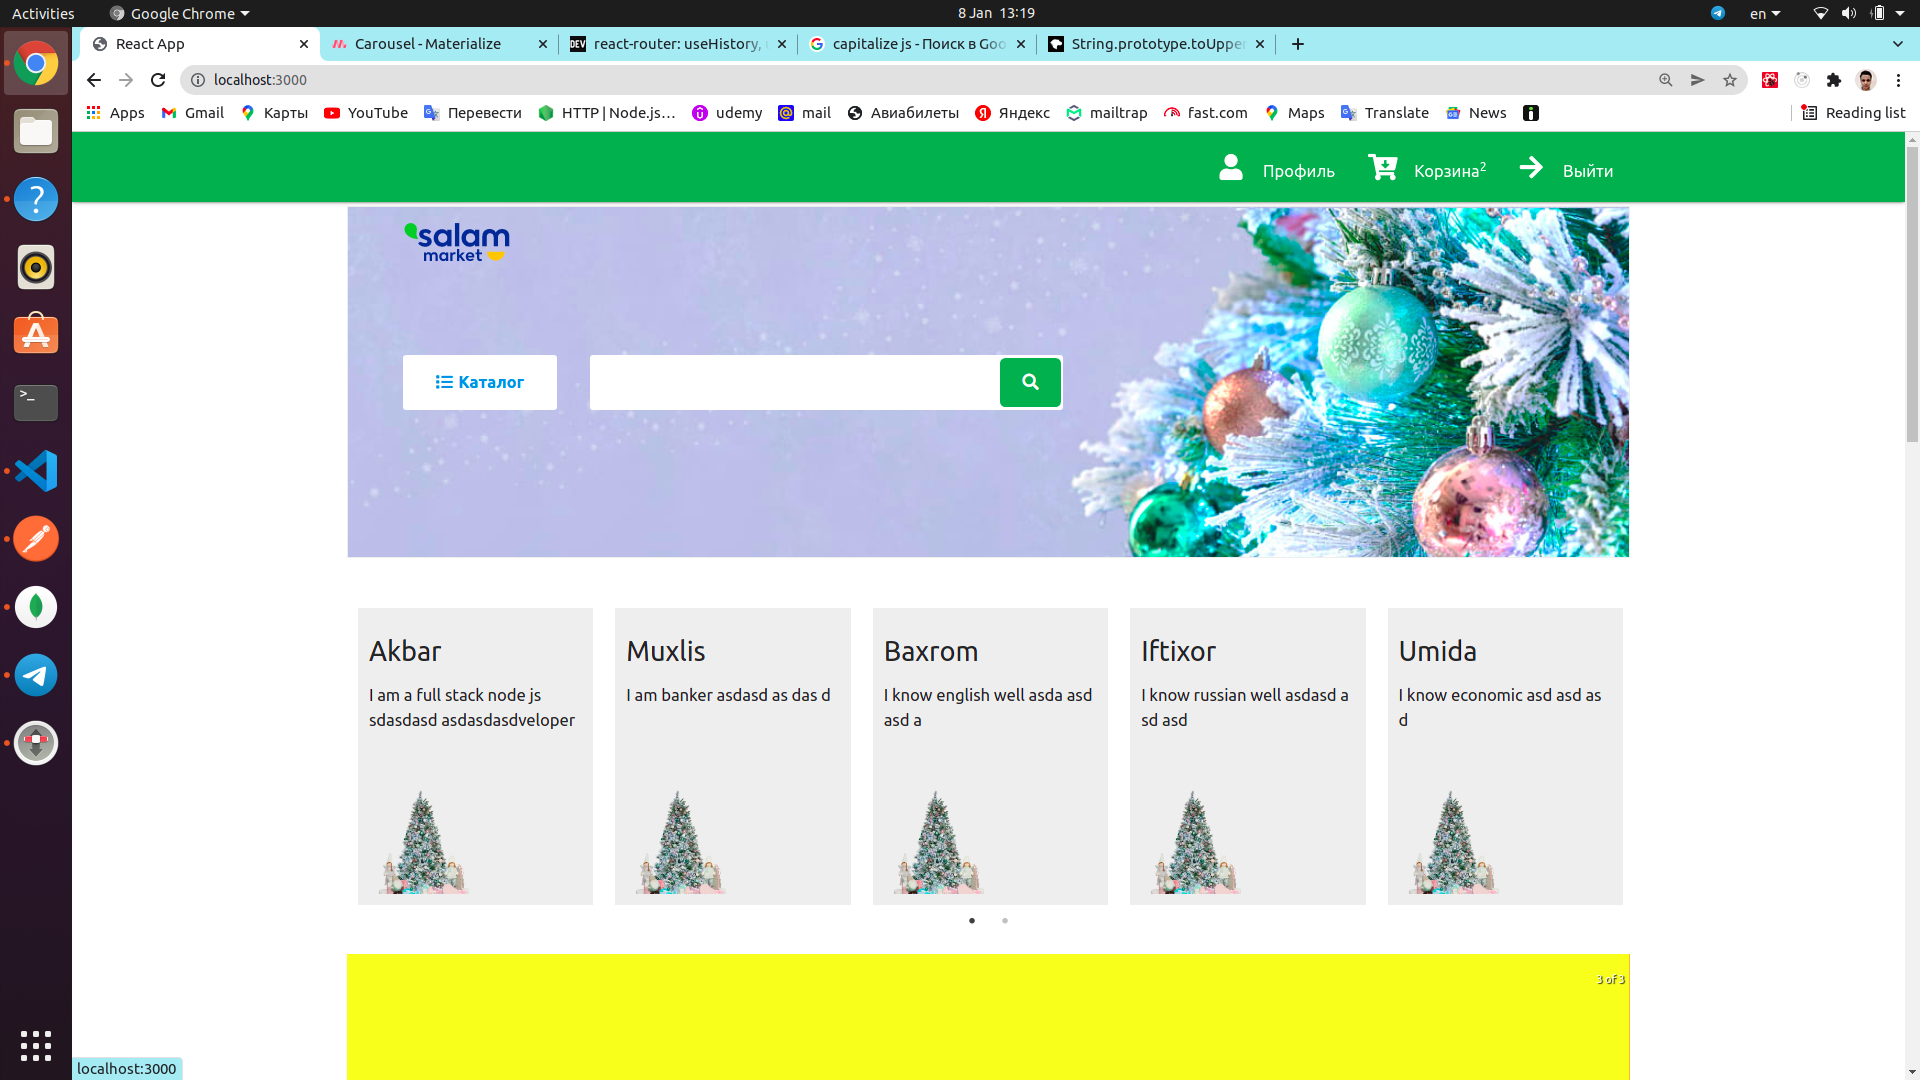 Activities
Google Chrome
8 Jan 13:19
en
React App
Carousel - Materialize
react-router: useHistory,
capitalize js - Поиск в Goo
String.prototype.toUpper
localhost:3000
Apps
Gmail
Карты
YouTube
Перевести
HTTP | Node.js…
udemy
mail
Авиабилеты
Яндекс
mailtrap
fast.com
Maps
Translate
News
Reading list
Профиль
Корзина2
Выйти
salam
market
Каталог
Akbar
I am a full stack node js
sdasdasd asdasdasdveloper
Muxlis
I am banker asdasd as das d
Baxrom
I know english well asda asd
asd a
Iftixor
I know russian well asdasd a
sd asd
Umida
I know economic asd asd as
d
3 of 3
localhost:3000